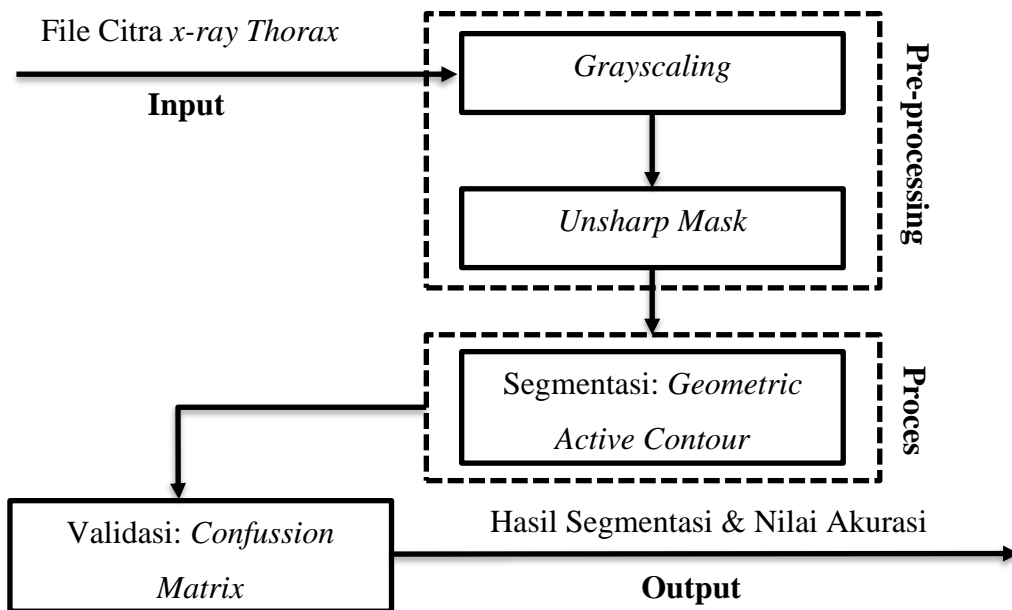 File Citra x-ray Thorax
Input
Grayscaling
Unsharp Mask
Pre-processing
Segmentasi: Geometric
Active Contour
Proces
Validasi: Confussion
Matrix
Hasil Segmentasi & Nilai Akurasi
Output